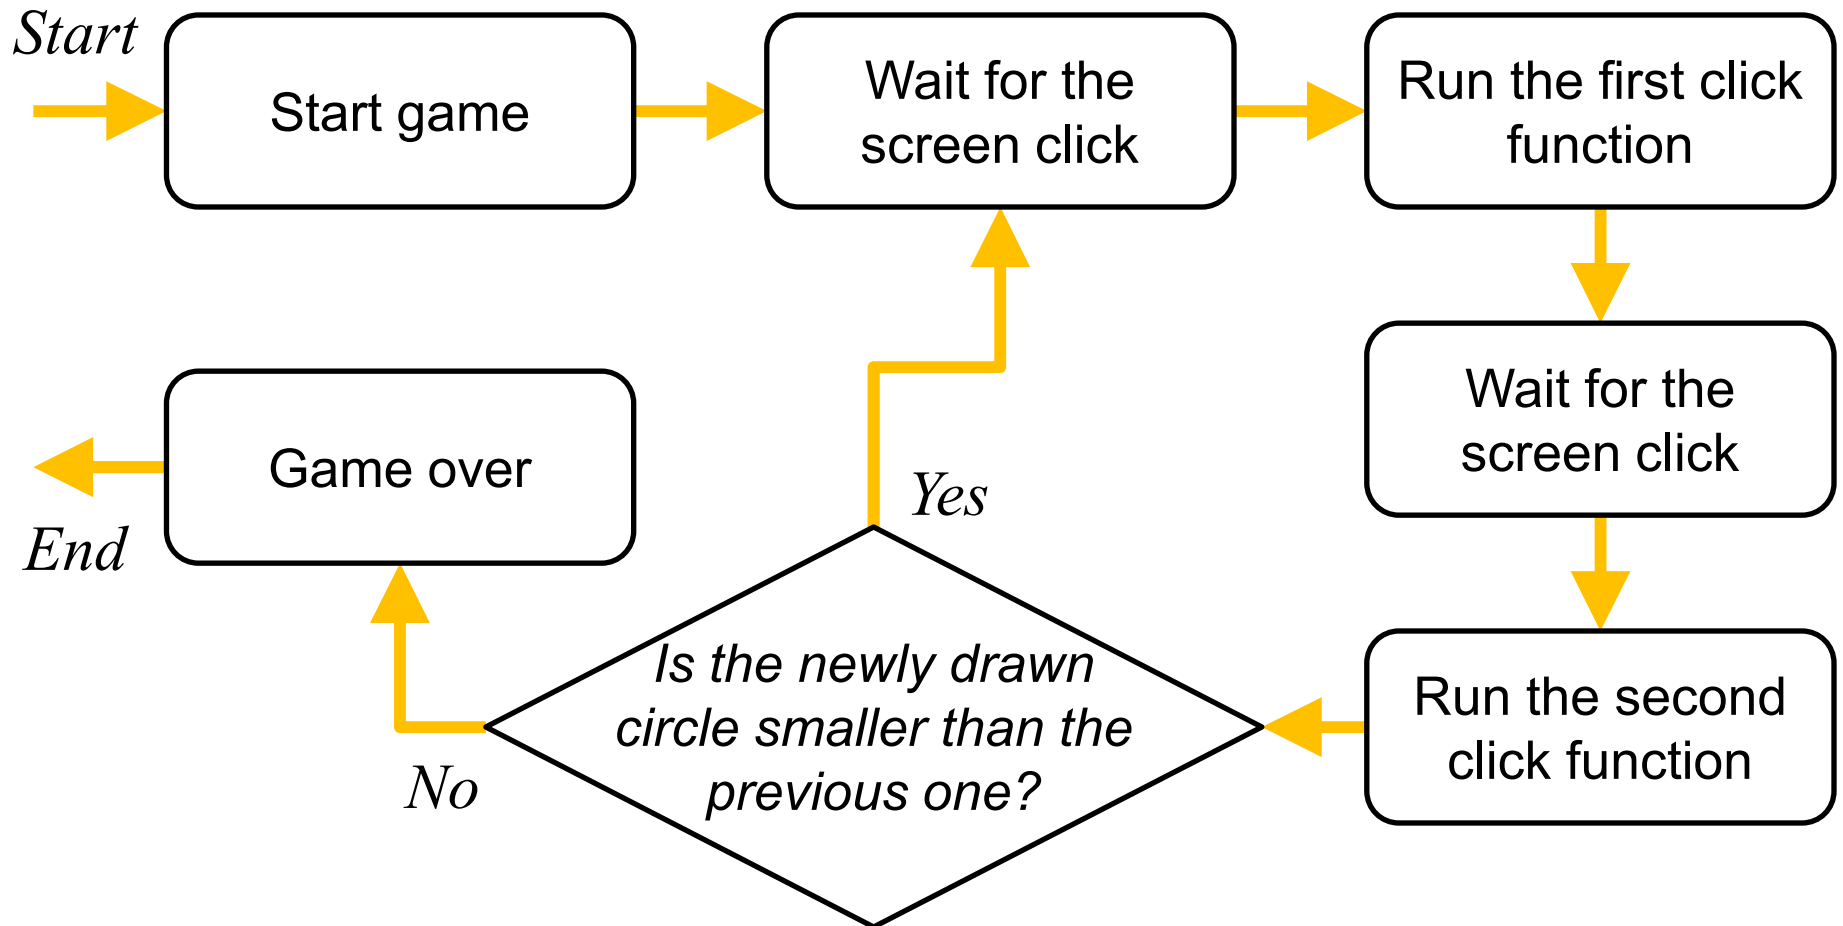 Start
Start game
Wait for the
screen click
Run the first click
function
Wait for the
screen click
Run the second
click function
Is the newly drawn
circle smaller than the
previous one?
Yes
No
Game over
End